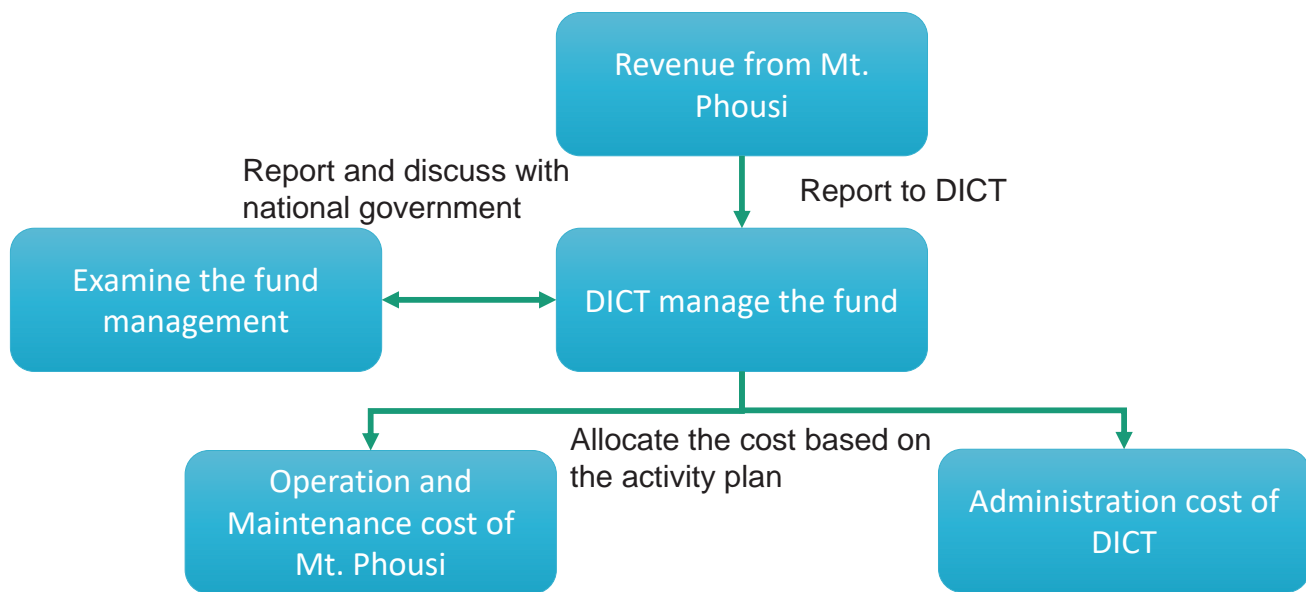 Revenue from Mt.
Phousi
Report and discuss with
national government
Report to DICT
Examine the fund
management
DICT manage the fund
Allocate the cost based on
the activity plan
Operation and
Maintenance cost of
Mt. Phousi
Administration cost of
DICT